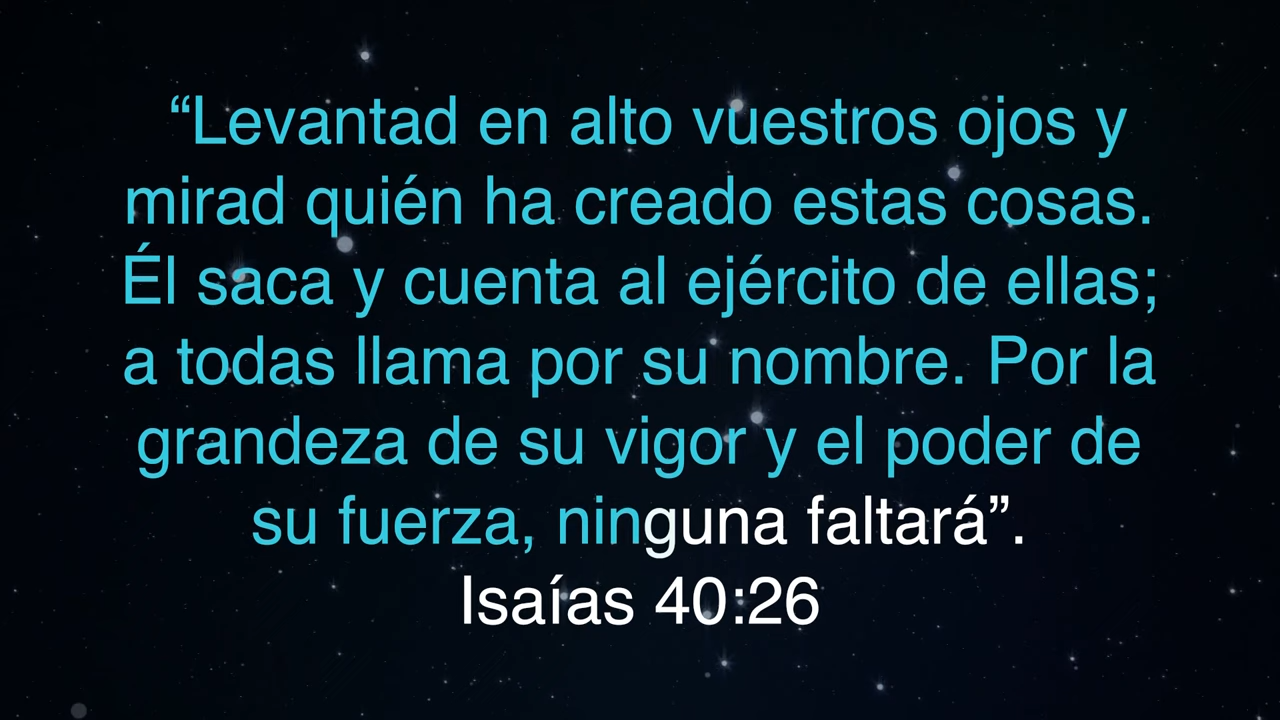 “Levantad en alto vuestros ojos y
mirad quién ha creado estas cosas.
Él saca y cuenta al ejército de ellas;
a todas llama por su nombre. Por la
grandeza de su vigor y el poder de
su fuerza, ninguna faltará”.
Isaías 40:26